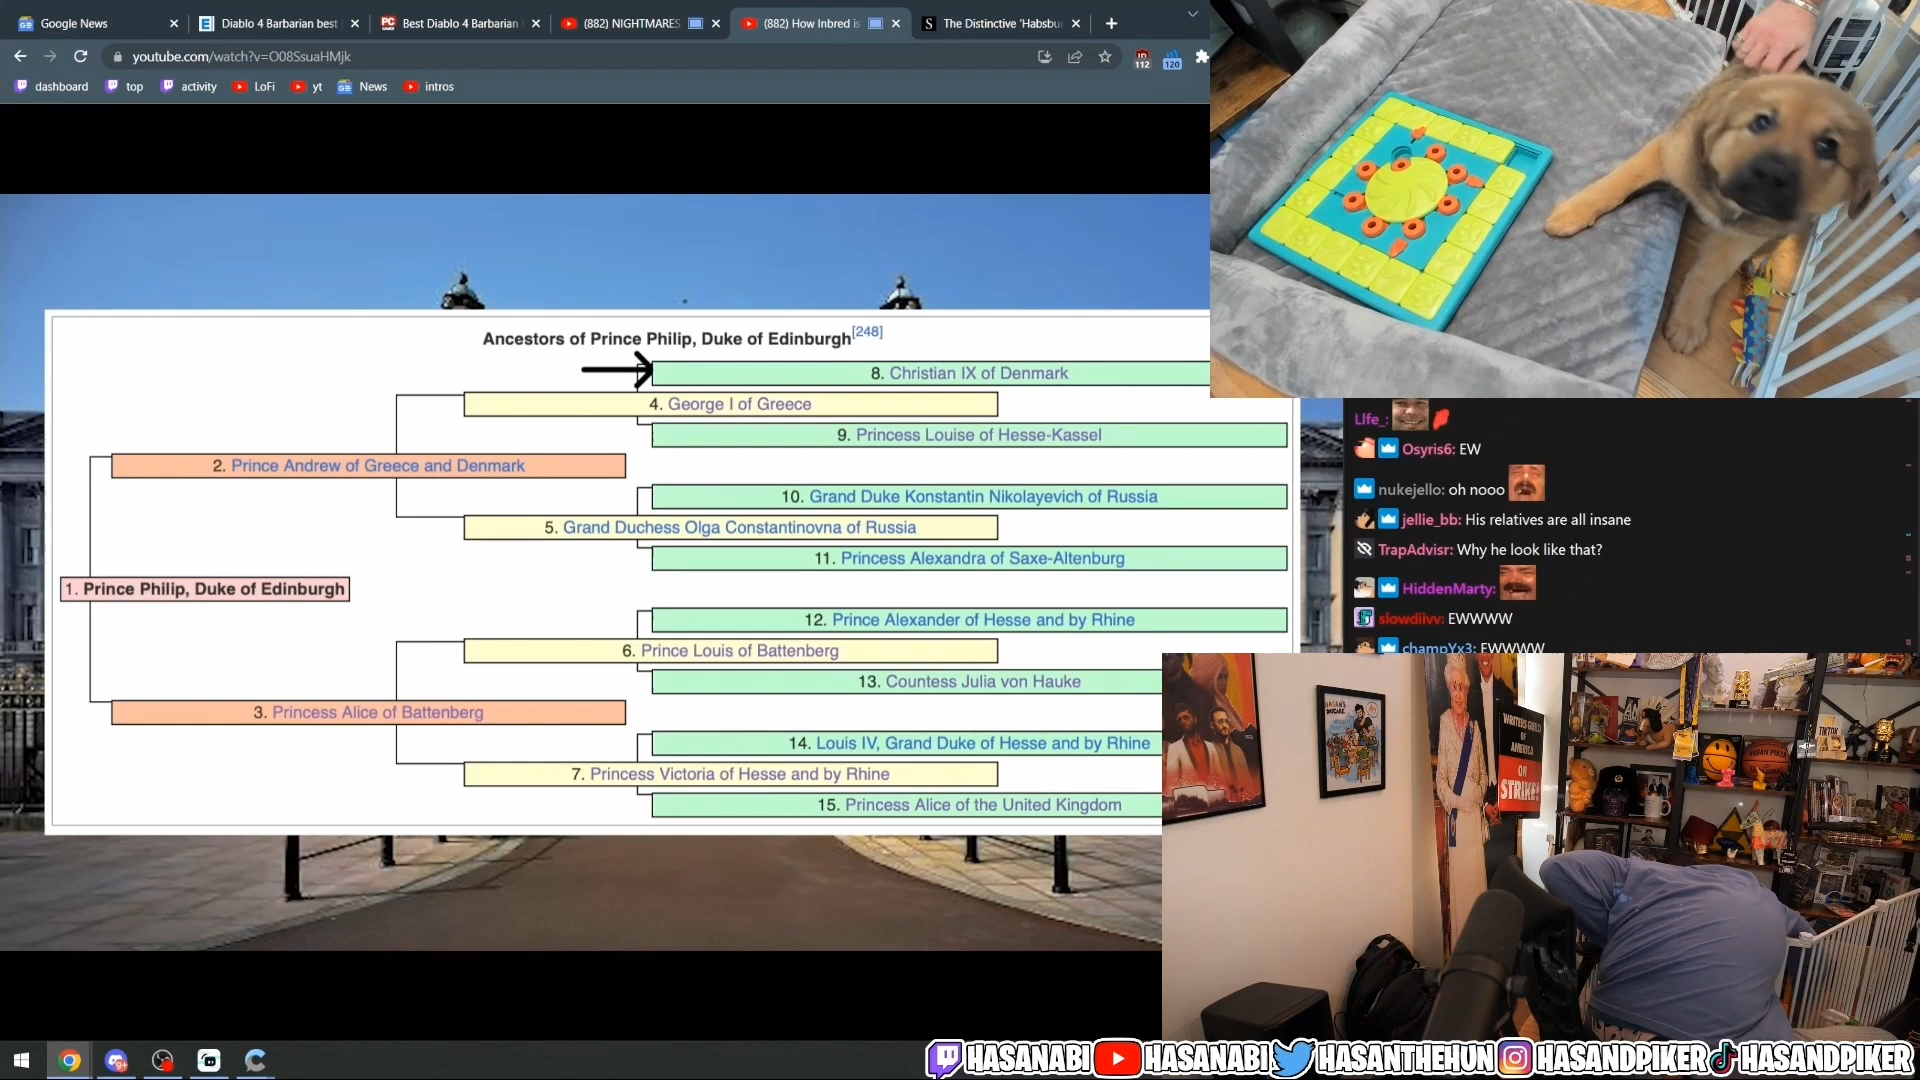 Google News
Diablo 4 Barbarian best
Best Diablo 4 Barbarian
(882) NIGHTMARES
(882) How Inbred is
The Distinctive 'Habsbu
youtube.com/watch?v=O08SsuaHMjk
112
120
dashboard
top
activity
LoFi
yt
News
intros
Ancestors of Prince Philip, Duke of Edinburgh[248]
8. Christian IX of Denmark
4. George I of Greece
9. Princess Louise of Hesse-Kassel
2. Prince Andrew of Greece and Denmark
10. Grand Duke Konstantin Nikolayevich of Russia
5. Grand Duchess Olga Constantinovna of Russia
11. Princess Alexandra of Saxe-Altenburg
1. Prince Philip, Duke of Edinburgh
12. Prince Alexander of Hesse and by Rhine
6. Prince Louis of Battenberg
13. Countess Julia von Hauke
3. Princess Alice of Battenberg
14. Louis IV, Grand Duke of Hesse and by Rhine
7. Princess Victoria of Hesse and by Rhine
15. Princess Alice of the United Kingdom
Osyris6: EW
nukejello: oh nooo
jellie_bb: His relatives are all insane
TrapAdvisr: Why he look like that?
HiddenMarty:
slowdiivv: EWWWW
champYx3: EWWWW
WRITERS GUILD
OF
AMERICA
ON
STRIKE!
HASANABI
HASANABI
HASANTHEHUN
HASANDPIKER
HASANDPIKER